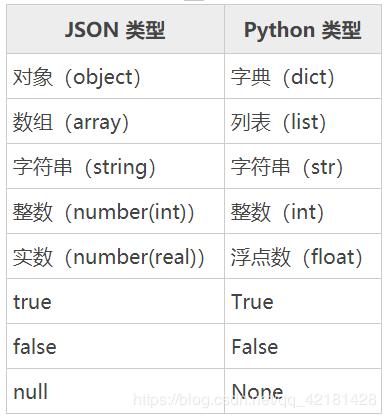 JSON 类型 Python 类型
对象（object） 字典（dict）
数组（array） 列表（list）
字符串（string） 字符串（str）
整数（number(int)） 整数（int）
实数（number(real)） 浮点数（float）
true True
false False
null None
https://blog.csdn.net/qq_42181428